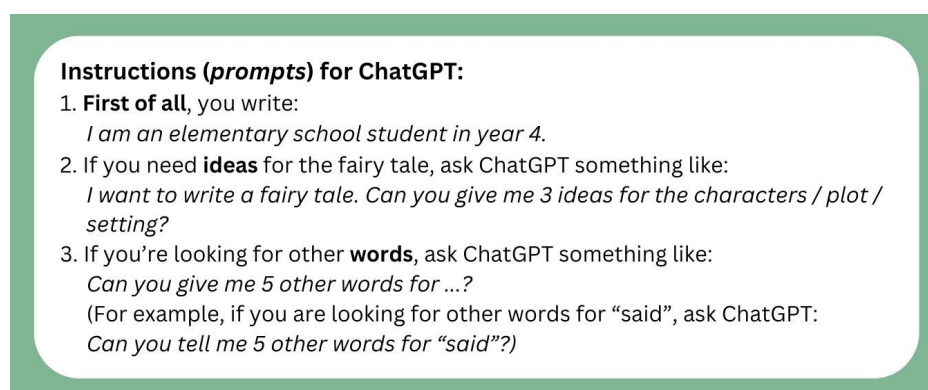 Instructions (prompts) for ChatGPT:
1. First of all, you write:
I am an elementary school student in year 4.
2. If you need ideas for the fairy tale, ask ChatGPT something like:
I want to write a fairy tale. Can you give me 3 ideas for the characters / plot /
setting?
3. If you’re looking for other words, ask ChatGPT something like:
Can you give me 5 other words for ...?
(For example, if you are looking for other words for “said”, ask ChatGPT:
Can you tell me 5 other words for “said”?)